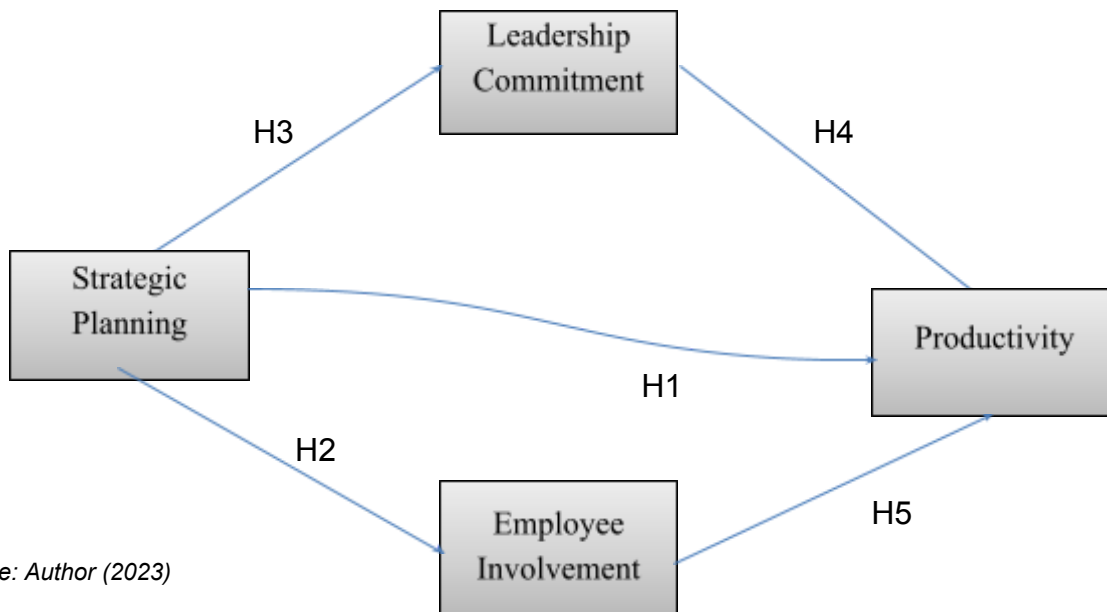 Leadership
Commitment
H3
H4
Strategic
Planning
Productivity
H1
H2
Employee
Involvement
H5
e: Author (2023)